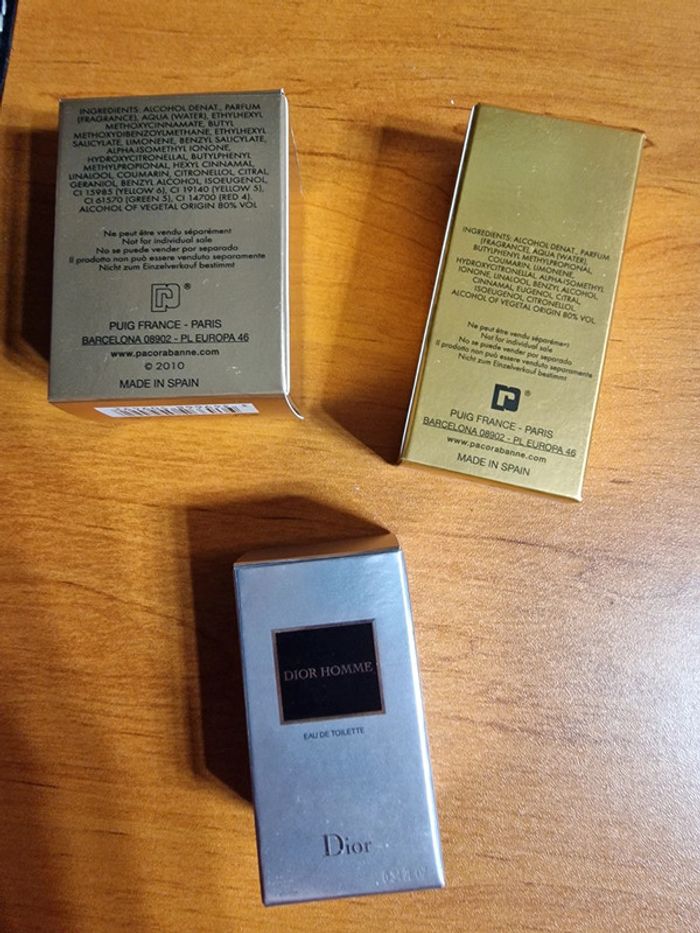 INGREDIENTS: ALCOHOL DENAT., PARFUM
(FRAGRANCE), AQUA (WATER), ETHYLHEXYL
METHOXYCINNAMATE, BUTYL
METHOXYDIBENZOYLMETHANE, ETHYLHEXYL
SALICYLATE, LIMONENE, BENZYL SALICYLATE,
ALPHA-ISOMETHYL IONONE,
HYDROXYCITRONELLAL, BUTYLPHENYL
METHYLPROPIONAL, HEXYL CINNAMAL,
LINALOOL, COUMARIN, CITRONELLOL, CITRAL,
GERANIOL, BENZYL ALCOHOL, ISOEUGENOL,
CI 15985 (YELLOW 6), CI 19140 (YELLOW 5),
CI 61570 (GREEN 5), CI 14700 (RED 4).
ALCOHOL OF VEGETAL ORIGIN 80% VOL
Ne peut être vendu séparément
Not for individual sale
No se puede vender por separado
Il prodotto non può essere venduto separamente
Nicht zum Einzelverkauf bestimmt
®
PUIG FRANCE - PARIS
BARCELONA 08902 - PL EUROPA 46
www.pacorabanne.com
© 2010
MADE IN SPAIN
INGREDIENTS: ALCOHOL DENAT., PARFUM
(FRAGRANCE), AQUA (WATER),
BUTYLPHENYL METHYLPROPIONAL,
COUMARIN, LIMONENE,
HYDROXYCITRONELLAL, ALPHA-ISOMETHYL
IONONE, LINALOOL, BENZYL ALCOHOL,
CINNAMAL, EUGENOL, CITRAL,
ISOEUGENOL, CITRONELLOL.
ALCOHOL OF VEGETAL ORIGIN 80% VOL
Ne peut être vendu séparément
Not for individual sale
No se puede vender por separado
Il prodotto non può essere venduto separamente
Nicht zum Einzelverkauf bestimmt
®
PUIG FRANCE - PARIS
BARCELONA 08902 - PL EUROPA 46
www.pacorabanne.com
MADE IN SPAIN
DIOR HOMME
EAU DE TOILETTE
Dior